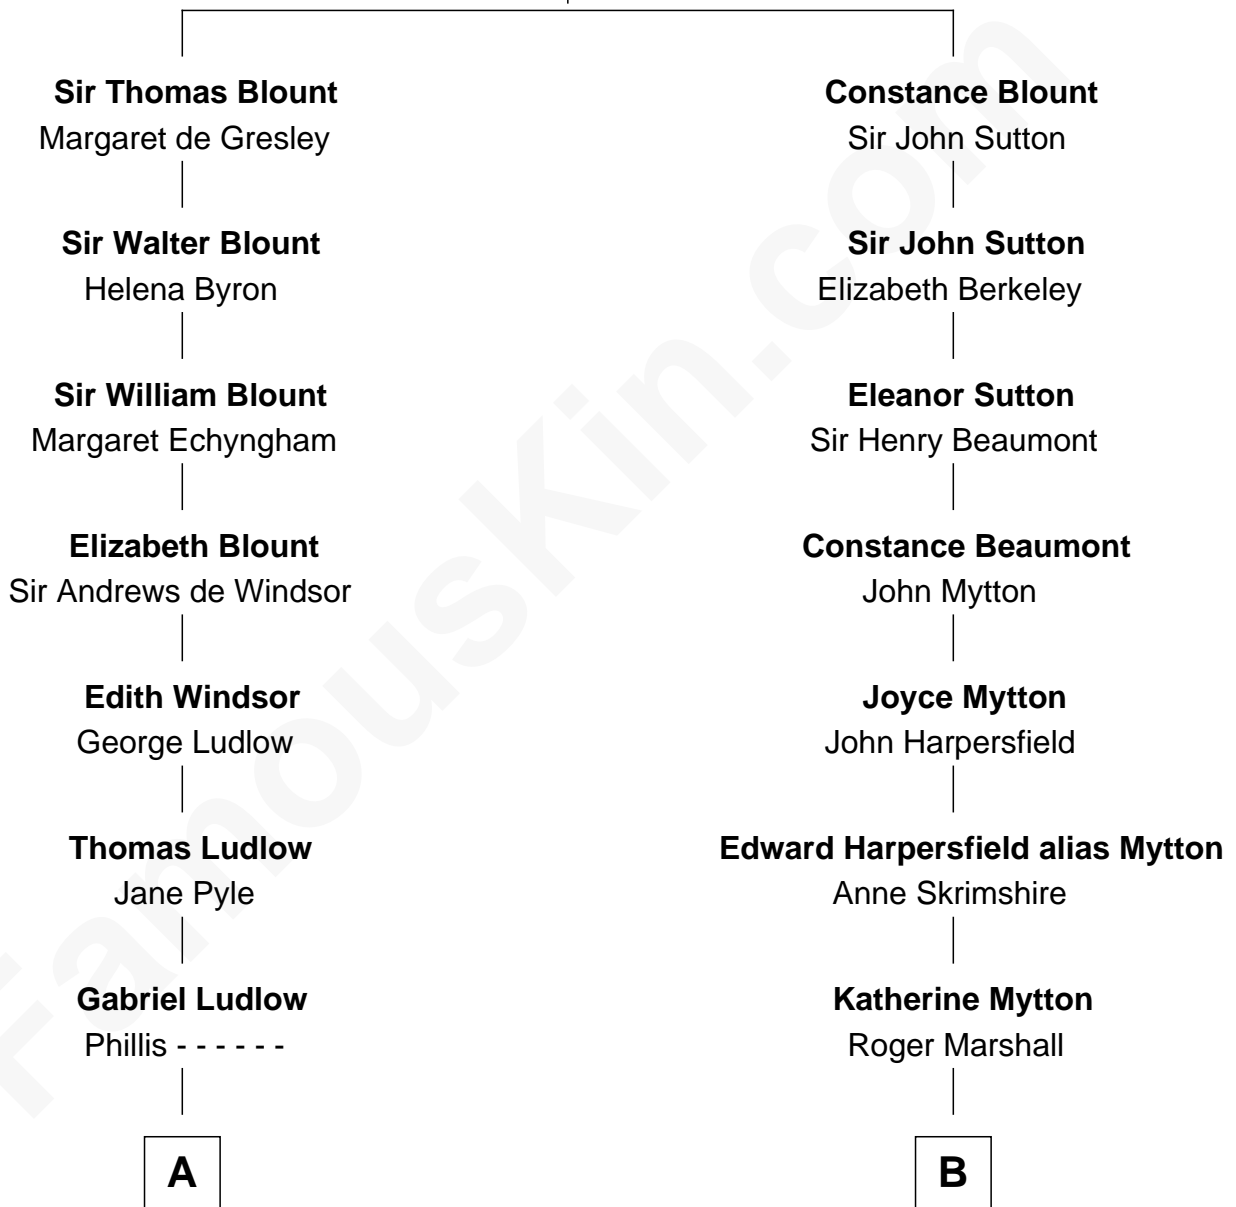 Sir Thomas Blount
Margaret de Gresley
Sir Walter Blount
Helena Byron
Sir William Blount
Margaret Echyngham
Elizabeth Blount
Sir Andrews de Windsor
Edith Windsor
George Ludlow
Thomas Ludlow
Jane Pyle
Gabriel Ludlow
Phillis - - - - - -
A
Constance Blount
Sir John Sutton
Sir John Sutton
Elizabeth Berkeley
Eleanor Sutton
Sir Henry Beaumont
Constance Beaumont
John Mytton
Joyce Mytton
John Harpersfield
Edward Harpersfield alias Mytton
Anne Skrimshire
Katherine Mytton
Roger Marshall
B
FamousKin.com